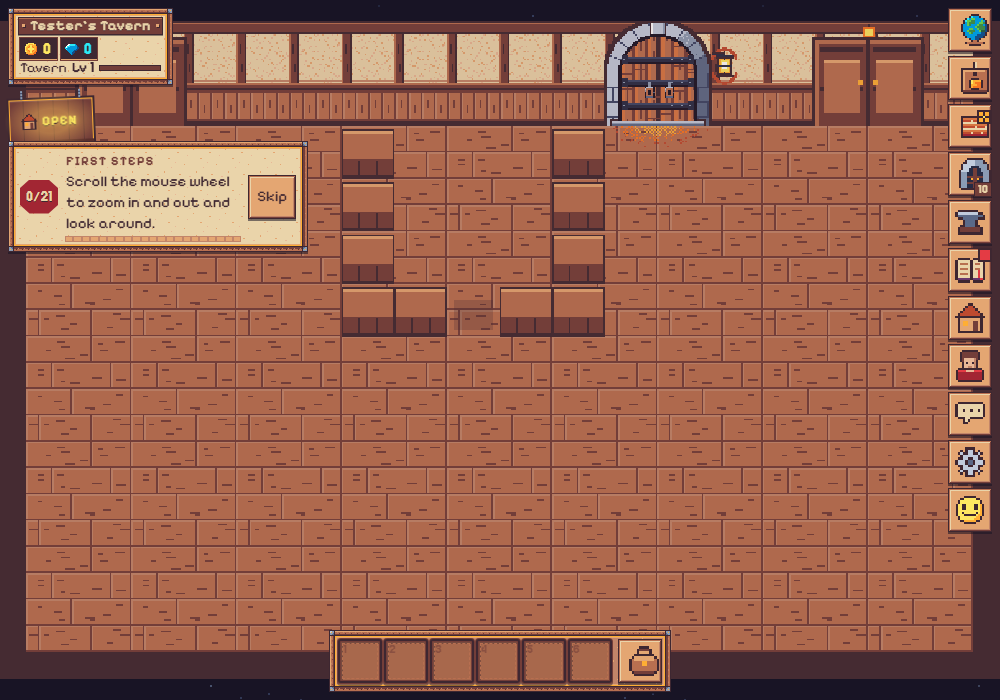 Tester's Tavern
0 0
Tavern Lv 1
OPEN
FIRST STEPS
0/21
Scroll the mouse wheel
to zoom in and out and
look around.
Skip
10
1 2 3 4 5 6